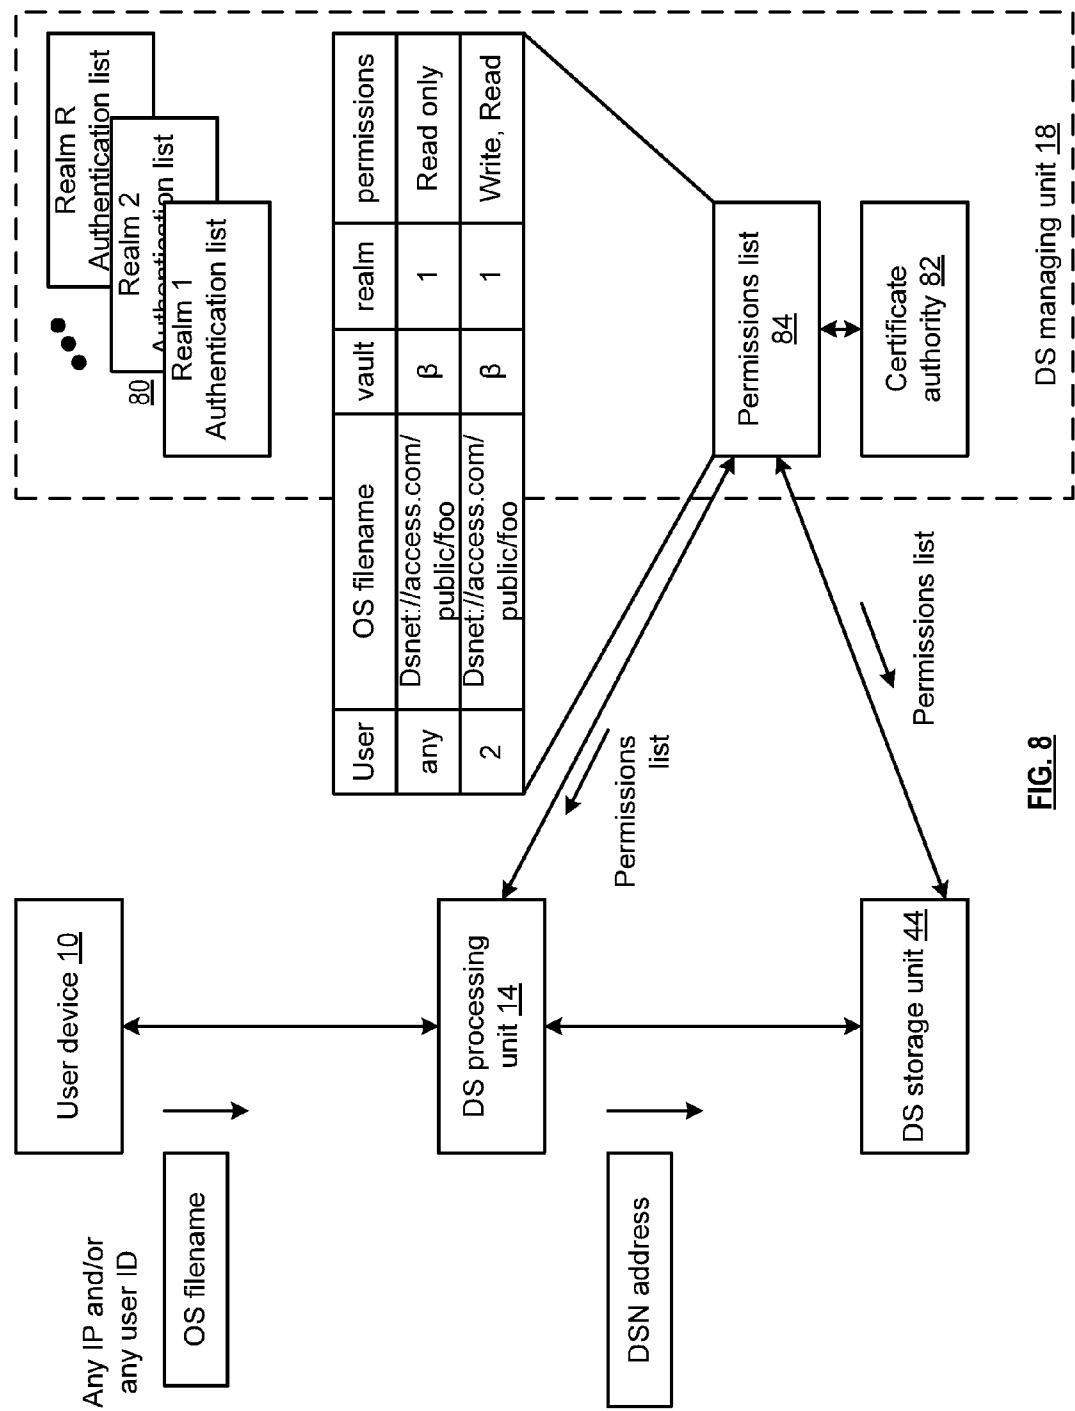 Any IP and/or
any user ID
OS filename
User device 10
DSN address
DS processing
unit 14
DS storage unit 44
Permissions
list
Permissions list
User
OS filename
vault
realm
permissions
any
Dsnet://access.com/
public/foo
β
1
Read only
2
Dsnet://access.com/
public/foo
β
1
Write, Read
80
Realm 1
Authentication list
Realm 2
Authentication list
Realm R
Authentication list
Permissions list
84
Certificate
authority 82
DS managing unit 18
FIG. 8